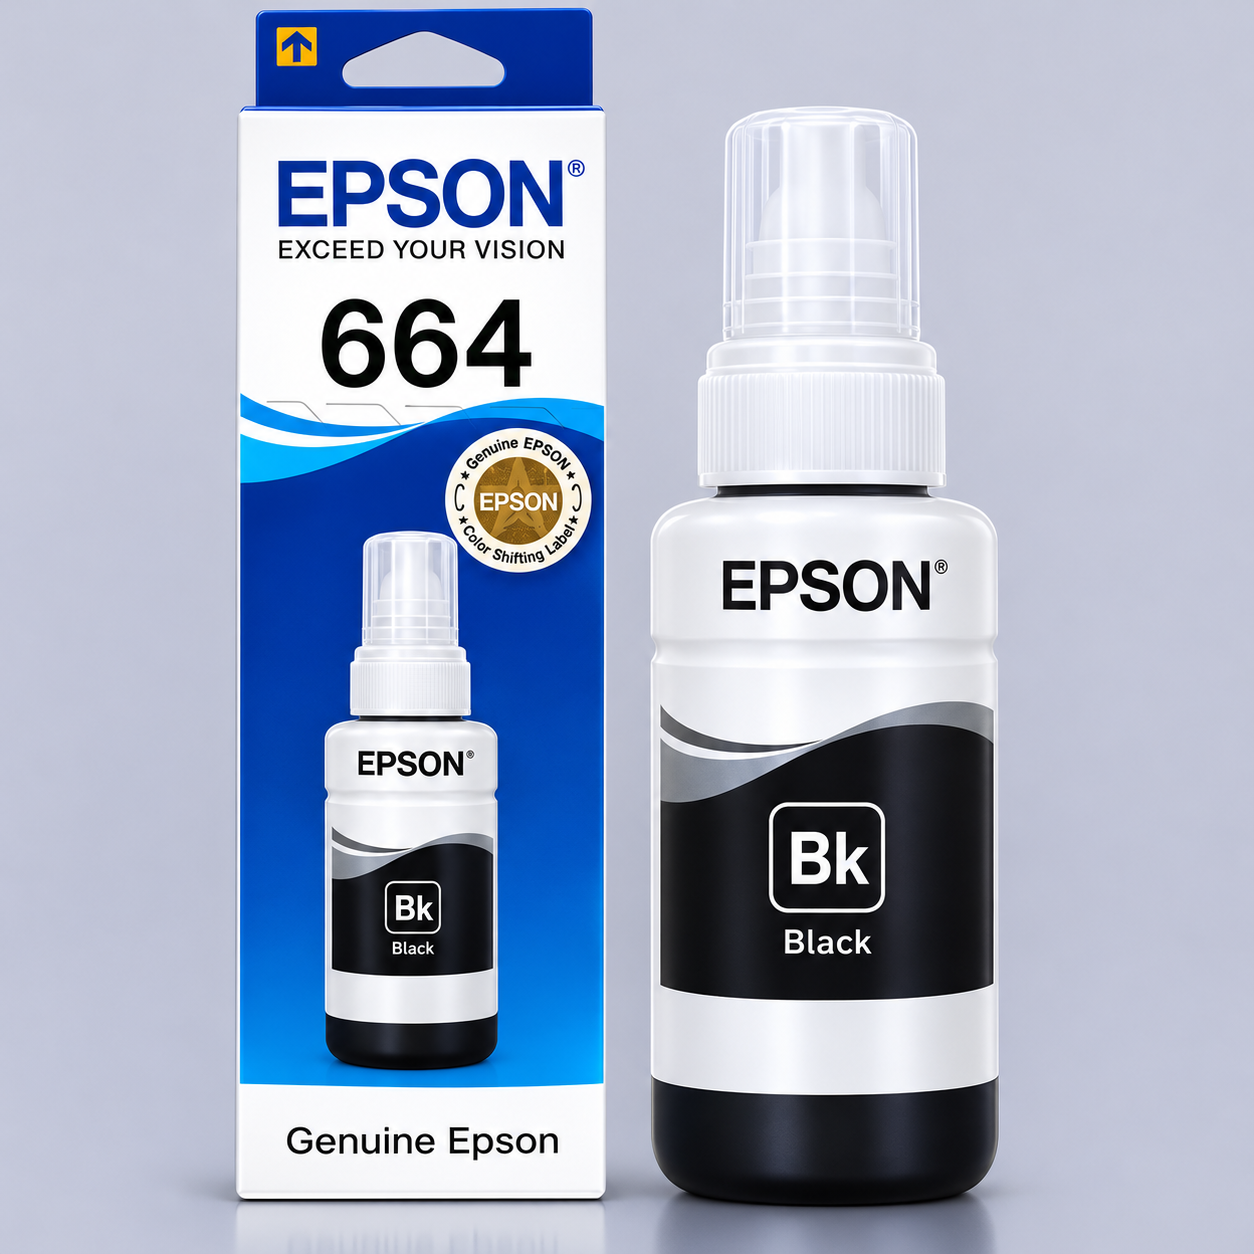 EPSON®
EXCEED YOUR VISION
664
Genuine EPSON
EPSON
Color Shifting Label
EPSON®
Bk
Black
Genuine Epson
EPSON®
Bk
Black